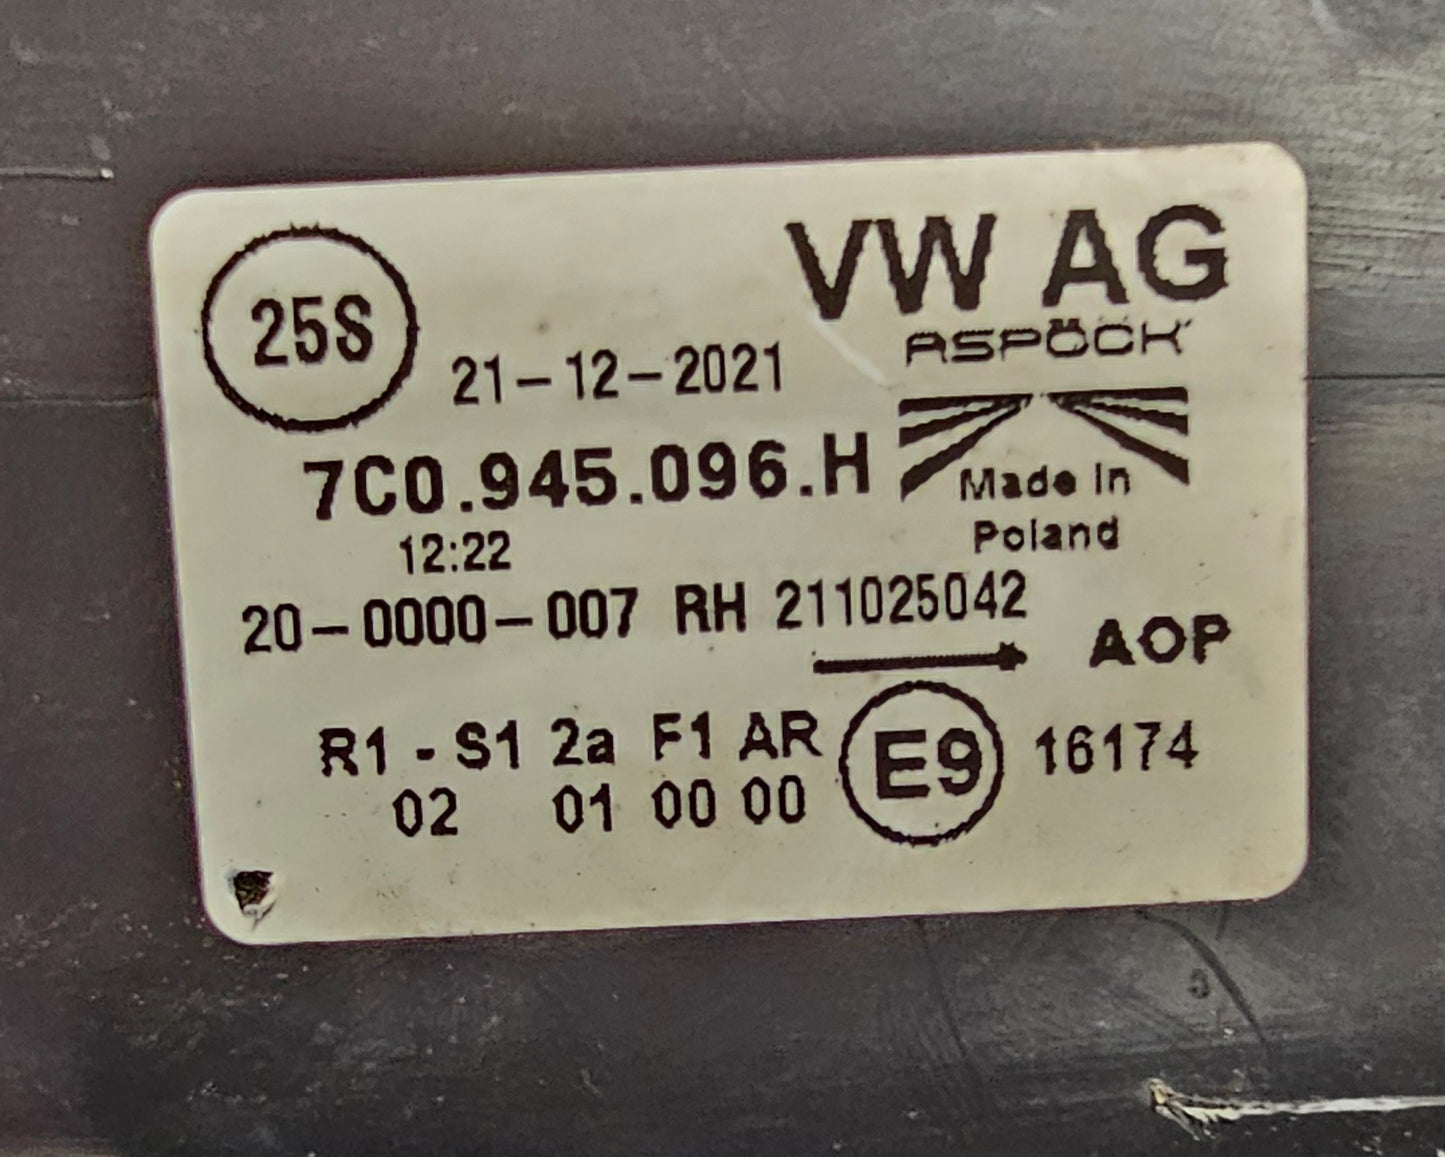 25S
VW AG
ASPÖCK
21-12-2021
7C0.945.096.H
Made in
Poland
12:22
20-0000-007 RH 211025042
AOP
R1 - S1 2a F1 AR E9 16174
02 01 00 00